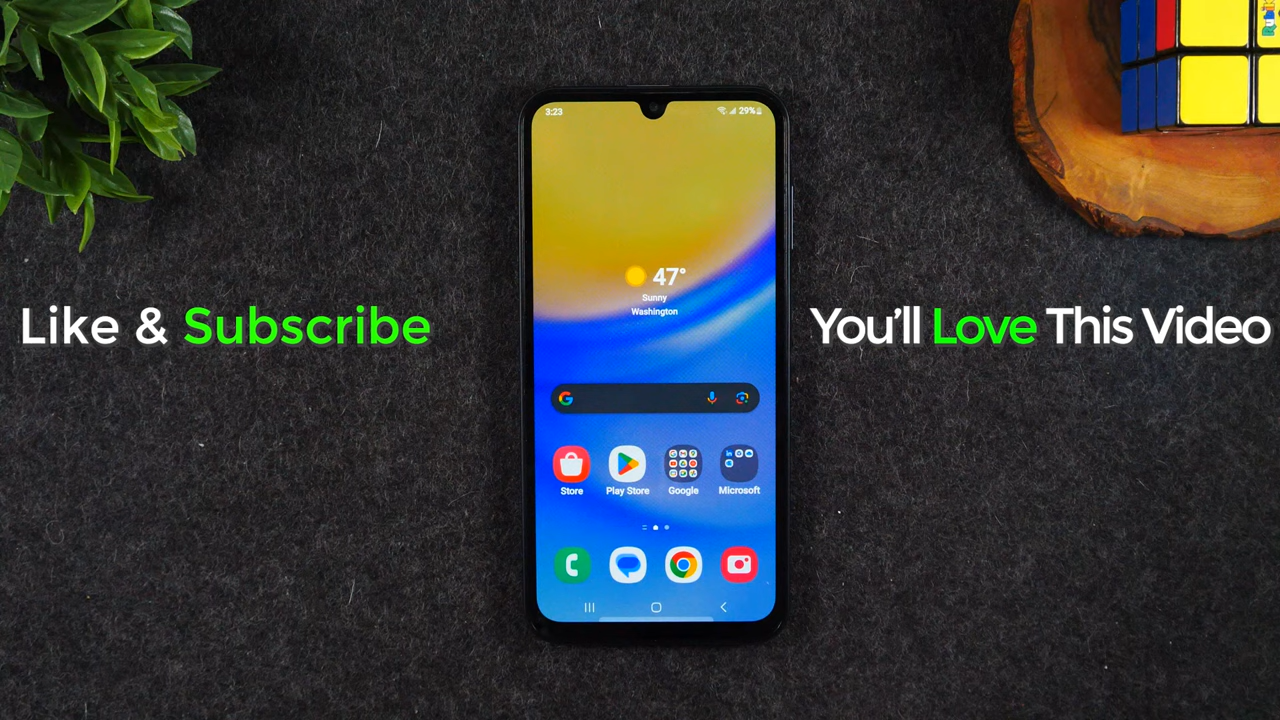 3:23
29%
47°
Sunny
Washington
Like & Subscribe
You'll Love This Video
G
Store
Play Store
Google
Microsoft